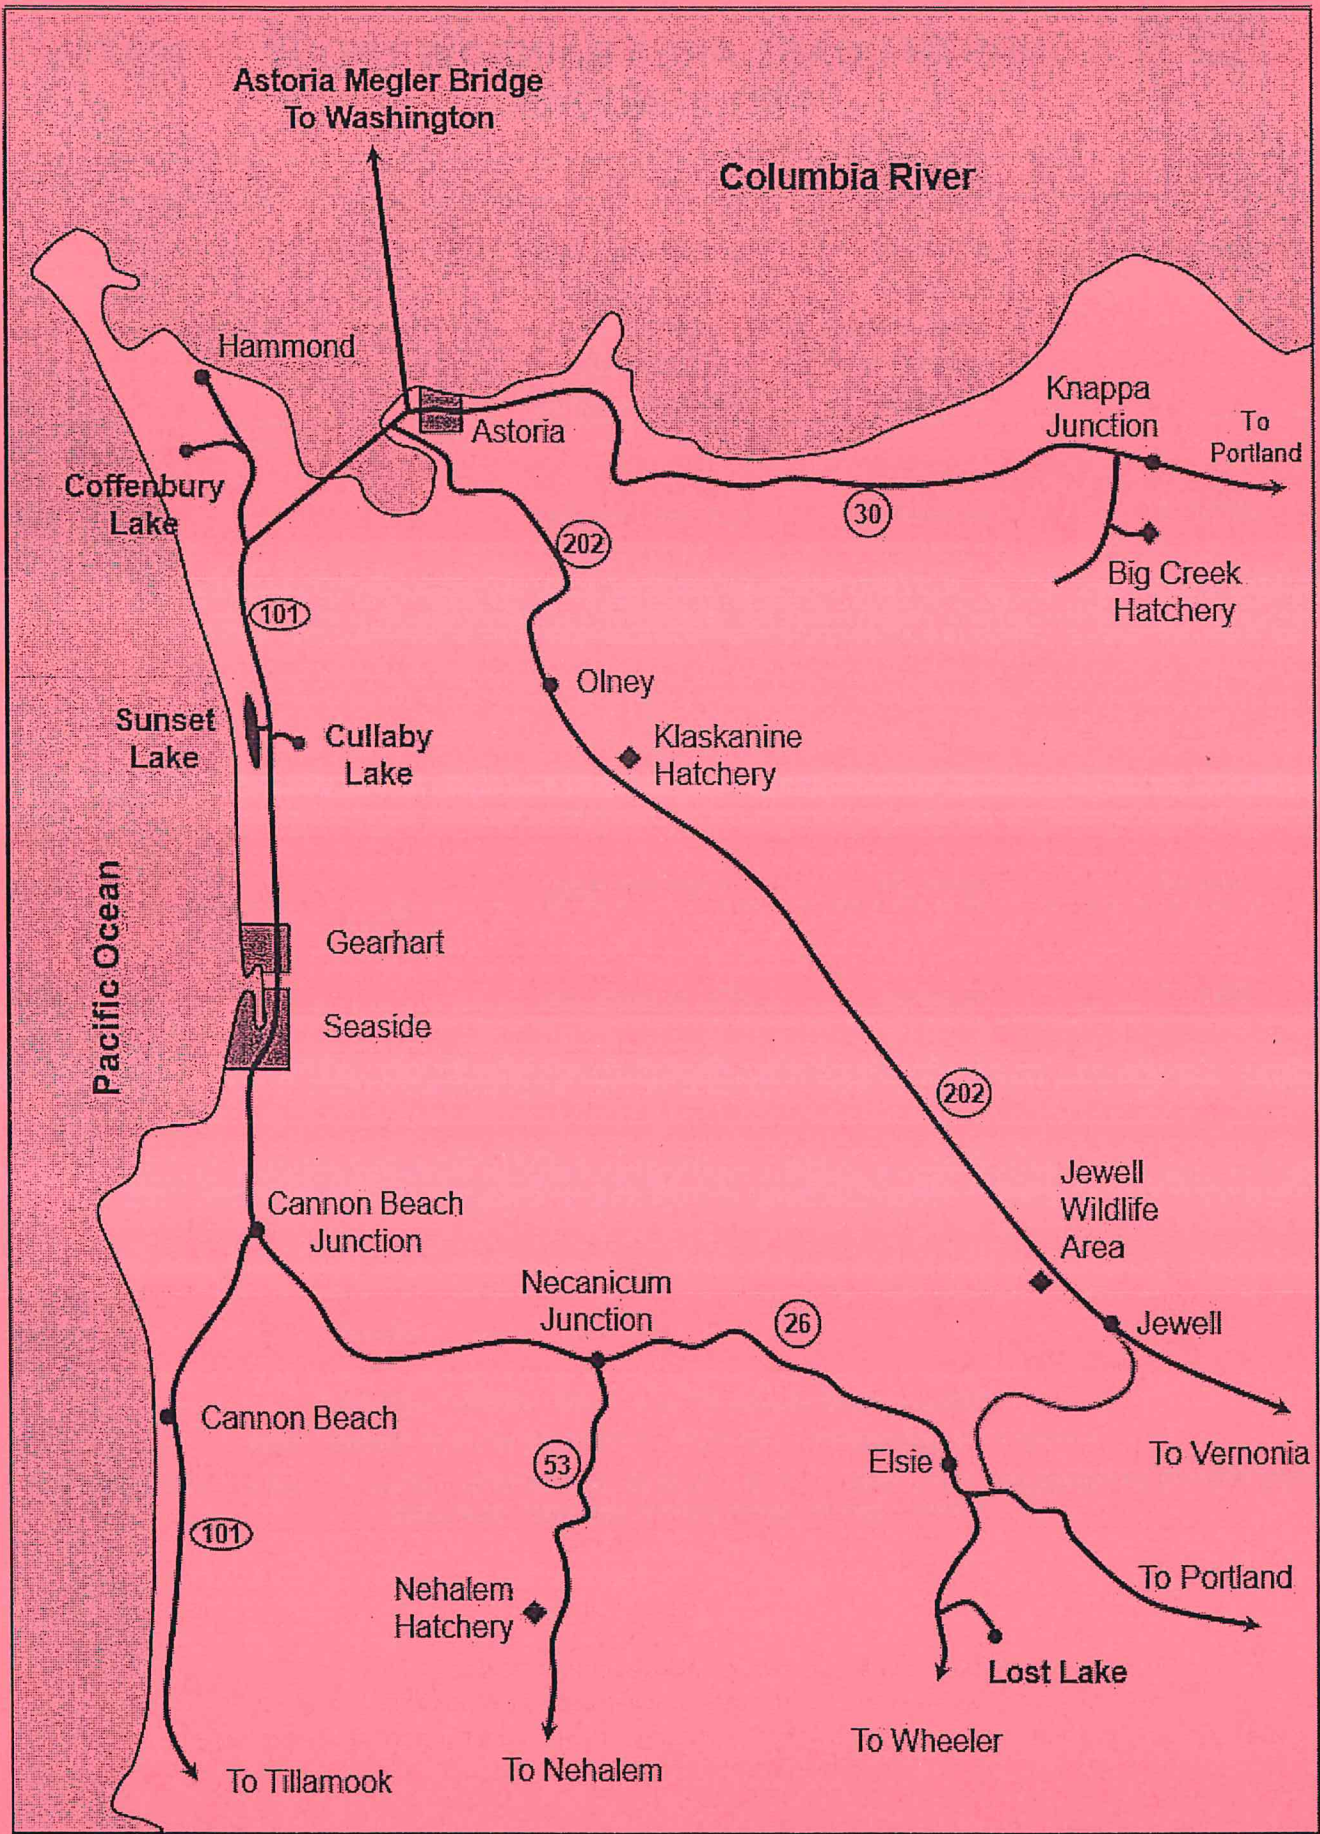 Astoria Megler Bridge
To Washington
Columbia River
Hammond
Astoria
Knappa
Junction
To
Portland
Coffenbury
Lake
30
202
Big Creek
Hatchery
101
Olney
Sunset
Lake
Cullaby
Lake
Klaskanine
Hatchery
Pacific Ocean
Gearhart
Seaside
202
Jewell
Wildlife
Area
Cannon Beach
Junction
Necanicum
Junction
26
Jewell
Cannon Beach
53
Elsie
To Vernonia
101
Nehalem
Hatchery
To Portland
Lost Lake
To Wheeler
To Nehalem
To Tillamook